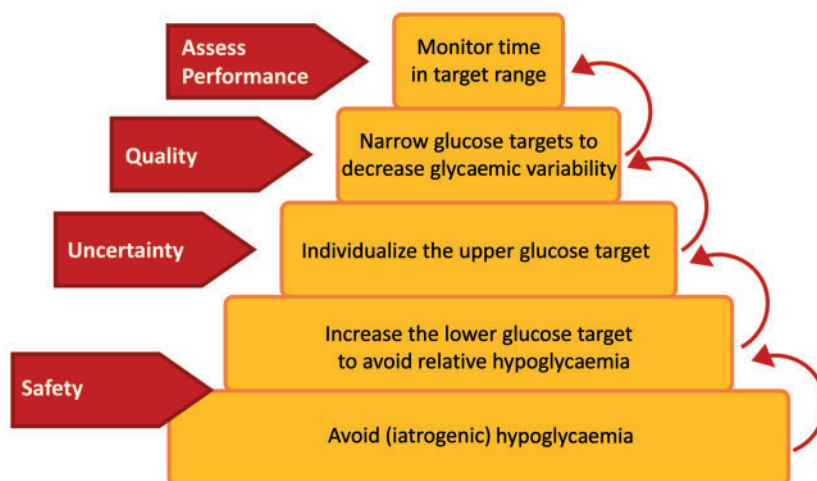 Assess
Performance
Monitor time
in target range
Quality
Narrow glucose targets to
decrease glycaemic variability
Uncertainty
Individualize the upper glucose target
Increase the lower glucose target
to avoid relative hypoglycaemia
Safety
Avoid (iatrogenic) hypoglycaemia